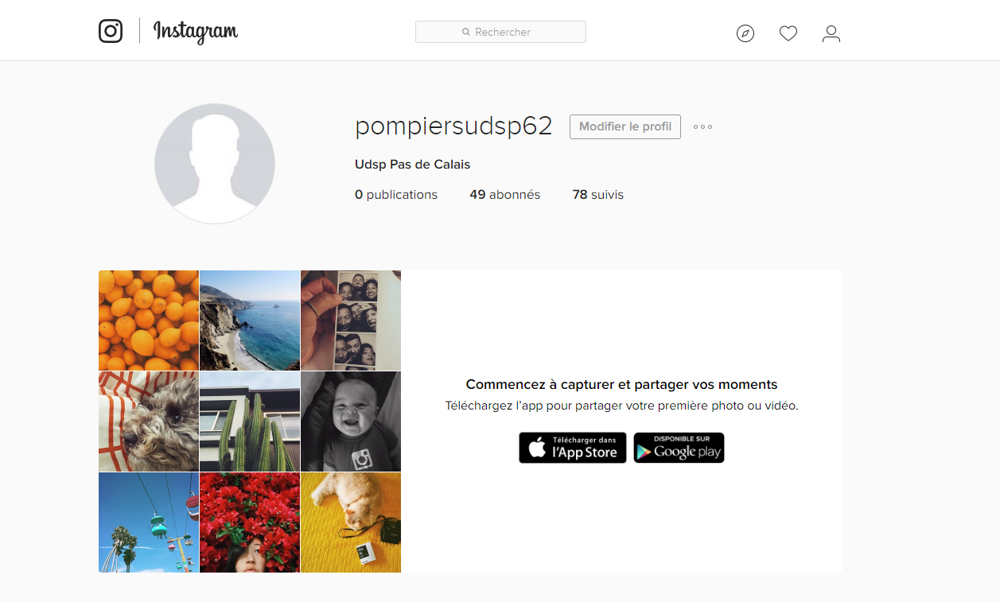 Instagram
Rechercher
pompiersudsp62 Modifier le profil
Udsp Pas de Calais
0 publications 49 abonnés 78 suivis
Commencez à capturer et partager vos moments
Téléchargez l’app pour partager votre première photo ou vidéo.
Télécharger dans
l'App Store
DISPONIBLE SUR
Google play